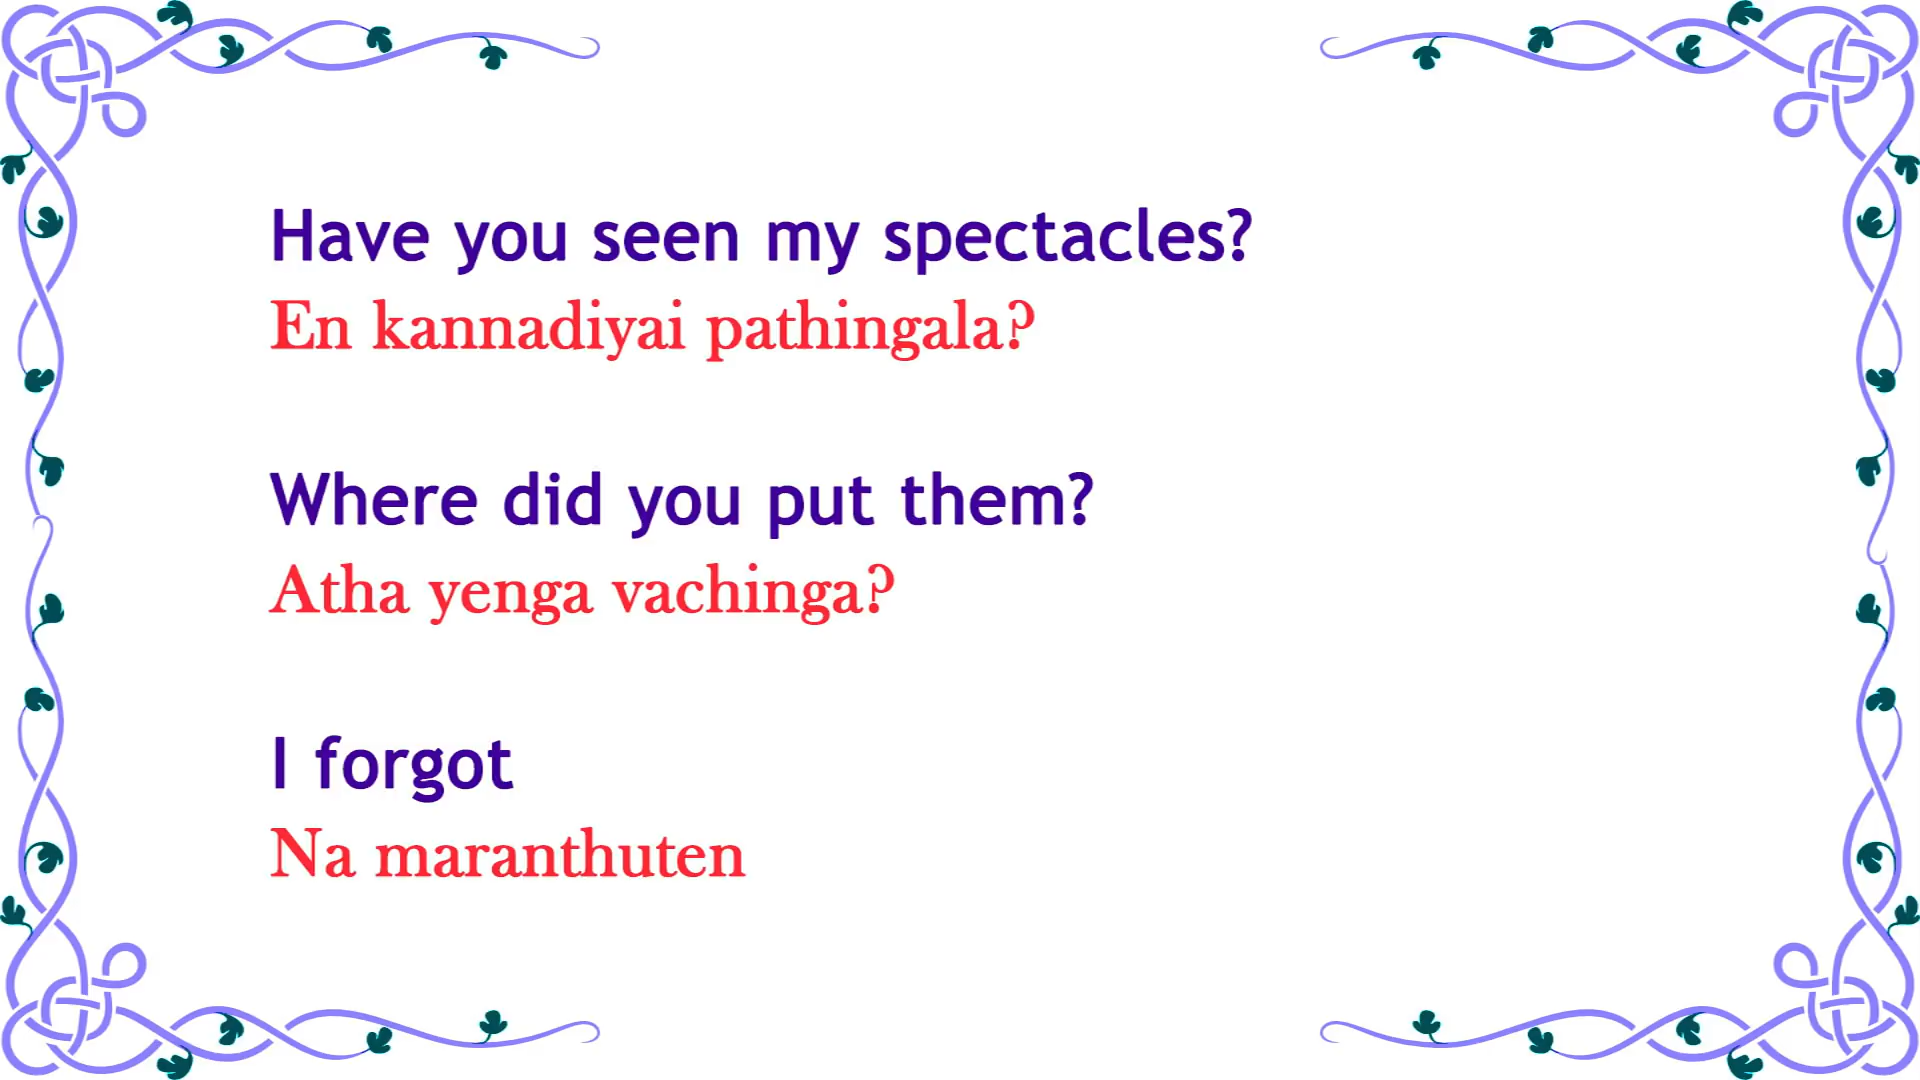 Have you seen my spectacles?
En kannadiyai pathingala?
Where did you put them?
Atha yenga vachinga?
I forgot
Na maranthuten